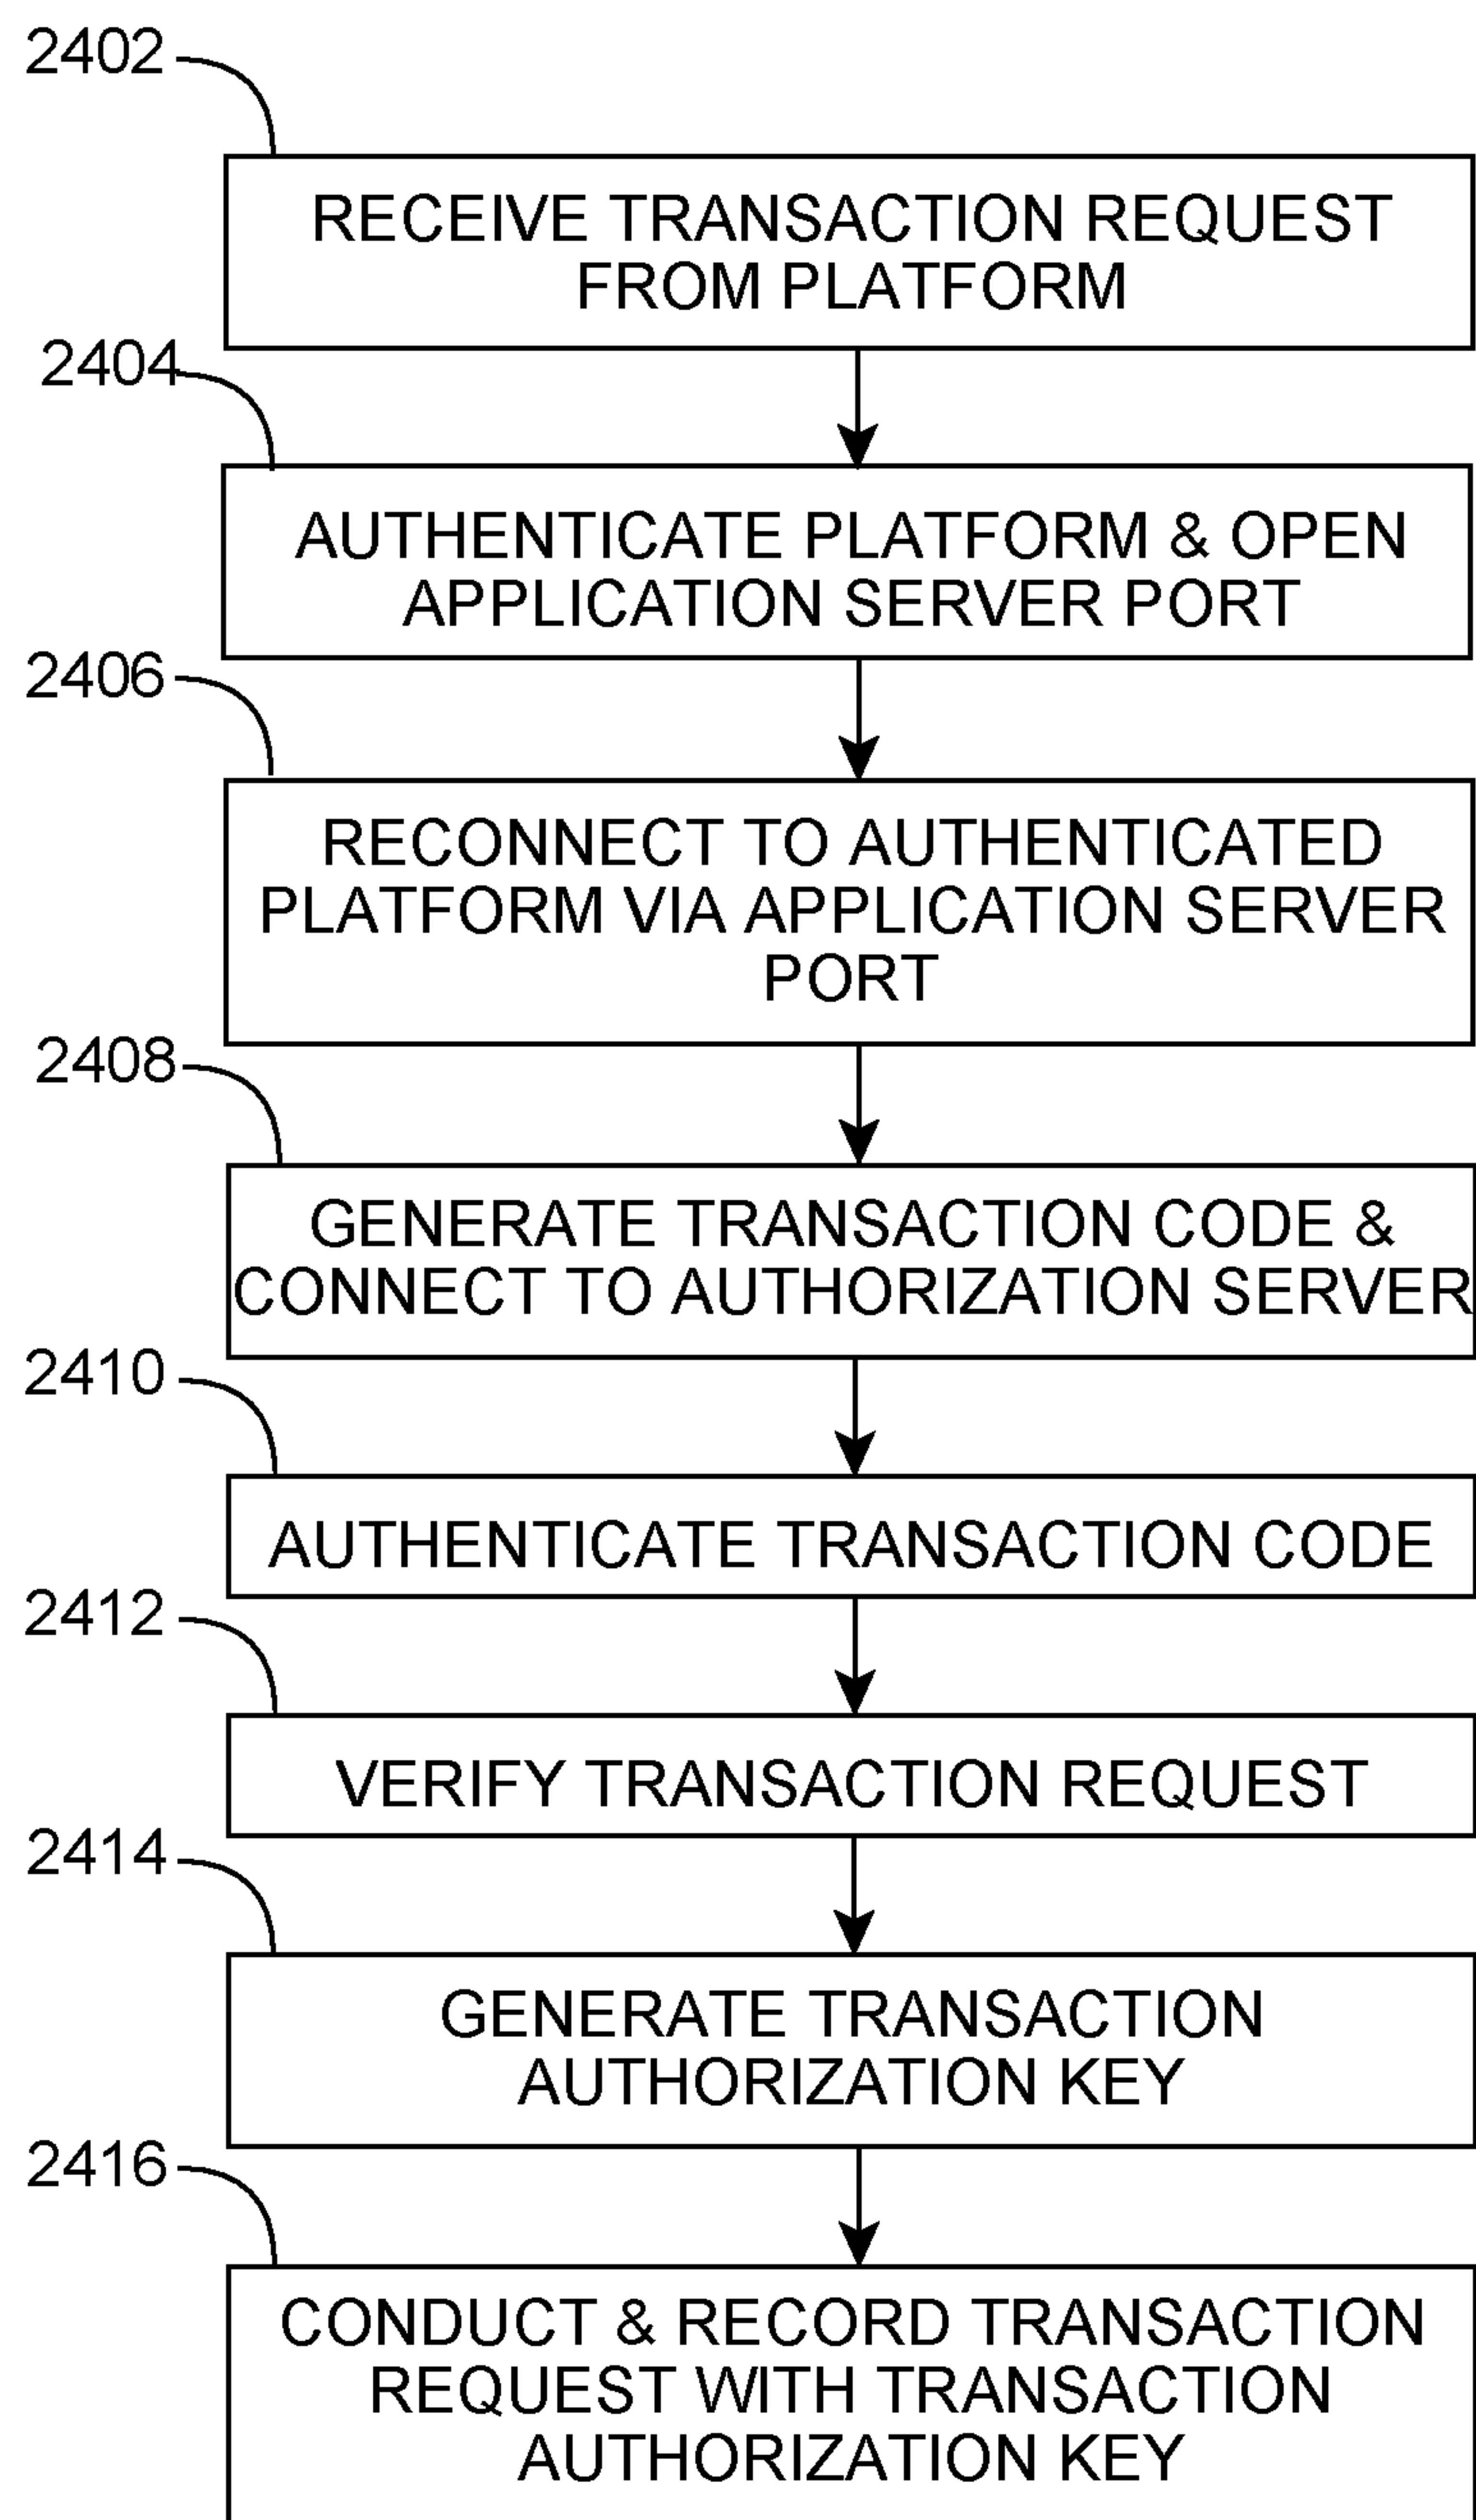 2402
RECEIVE TRANSACTION REQUEST
FROM PLATFORM
2404
AUTHENTICATE PLATFORM & OPEN
APPLICATION SERVER PORT
2406
RECONNECT TO AUTHENTICATED
PLATFORM VIA APPLICATION SERVER
PORT
2408
GENERATE TRANSACTION CODE &
CONNECT TO AUTHORIZATION SERVER
2410
AUTHENTICATE TRANSACTION CODE
2412
VERIFY TRANSACTION REQUEST
2414
GENERATE TRANSACTION
AUTHORIZATION KEY
2416
CONDUCT & RECORD TRANSACTION
REQUEST WITH TRANSACTION
AUTHORIZATION KEY